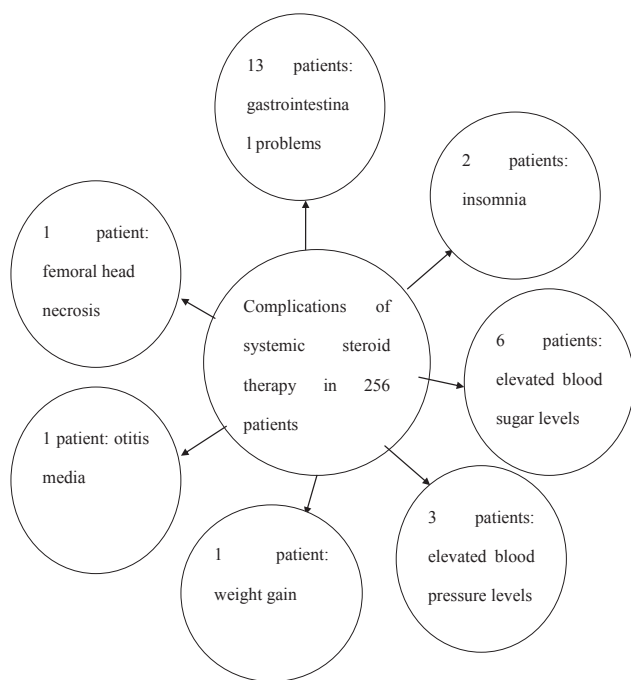 13 patients:
gastrointestina
l problems
2 patients:
insomnia
1 patient:
femoral head
necrosis
Complications of
systemic steroid
therapy in 256
patients
6 patients:
elevated blood
sugar levels
1 patient: otitis
media
3 patients:
elevated blood
pressure levels
1 patient:
weight gain